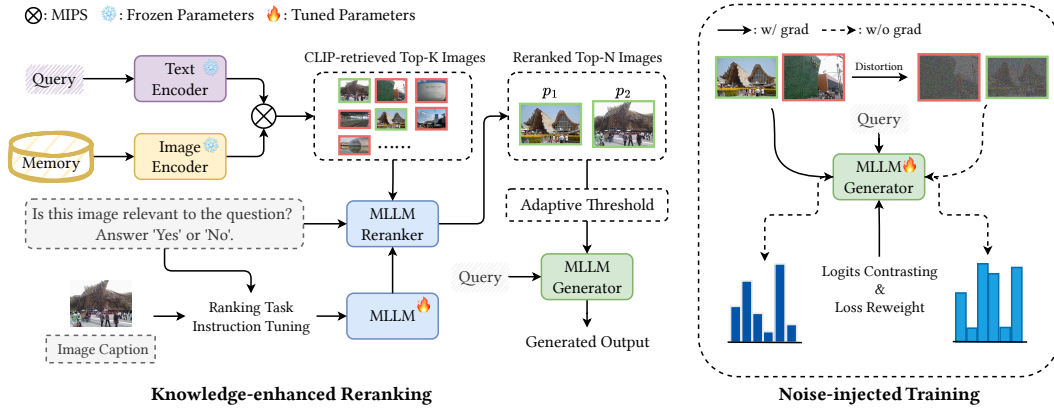 ⊗: MIPS ❄: Frozen Parameters 🔥: Tuned Parameters
Query
Text
Encoder
Memory
Image
Encoder
CLIP-retrieved Top-K Images
......
Reranked Top-N Images
p1
p2
Is this image relevant to the question?
Answer 'Yes' or 'No'.
MLLM
Reranker
Adaptive Threshold
Query
MLLM
Generator
Generated Output
Image Caption
Ranking Task
Instruction Tuning
MLLM
Knowledge-enhanced Reranking
: w/ grad
: w/o grad
Distortion
Query
MLLM
Generator
Logits Contrasting
&
Loss Reweight
Noise-injected Training